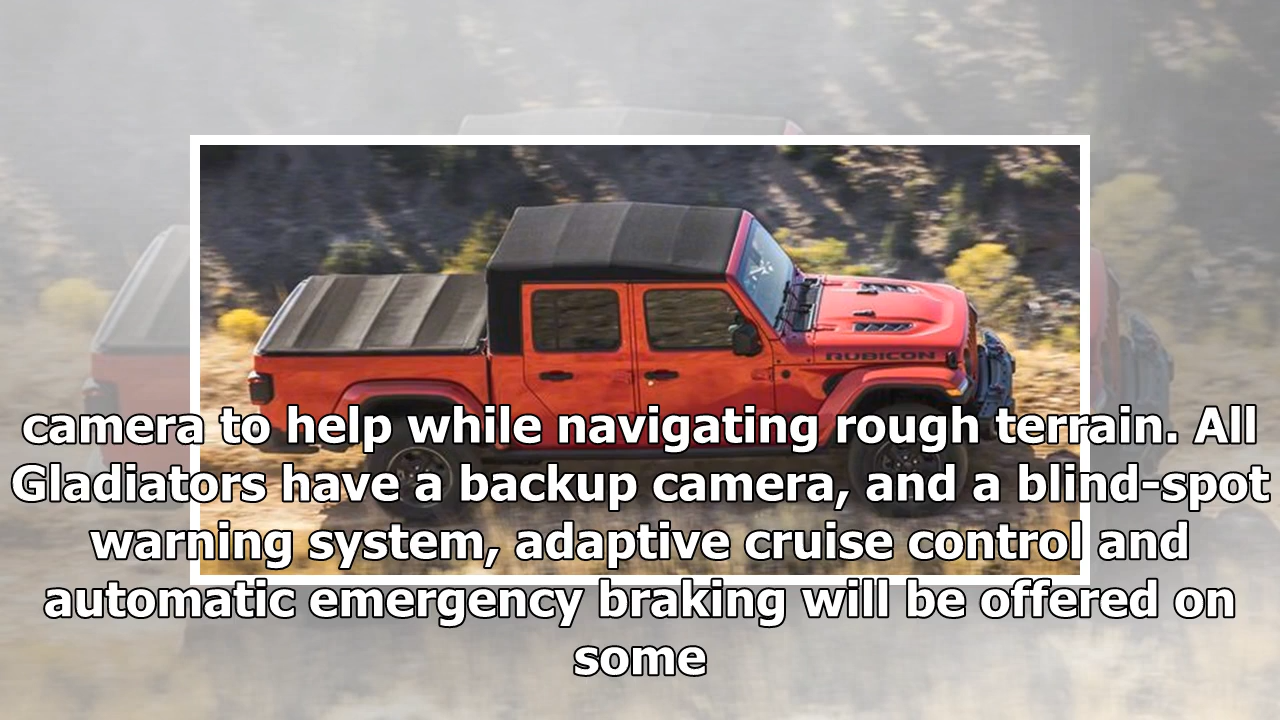 RUBICON
camera to help while navigating rough terrain. All
Gladiators have a backup camera, and a blind-spot
warning system, adaptive cruise control and
automatic emergency braking will be offered on
some